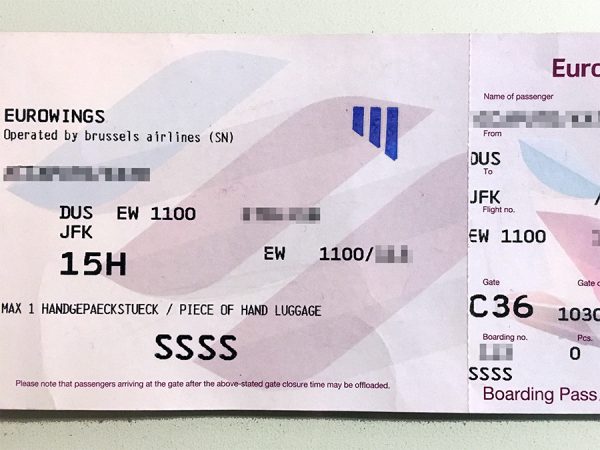 EUROWINGS
Operated by brussels airlines (SN)
DUS EW 1100
JFK
15H
EW 1100/
MAX 1 HANDGEPAECKSTUECK / PIECE OF HAND LUGGAGE
SSSS
Please note that passengers arriving at the gate after the above-stated gate closure time may be offloaded.
Euro
Name of passenger
From
DUS
To
JFK
Flight no.
EW 1100
Gate Gate c
C36 1030
Boarding no. Pcs.
0
SSSS
Boarding Pass